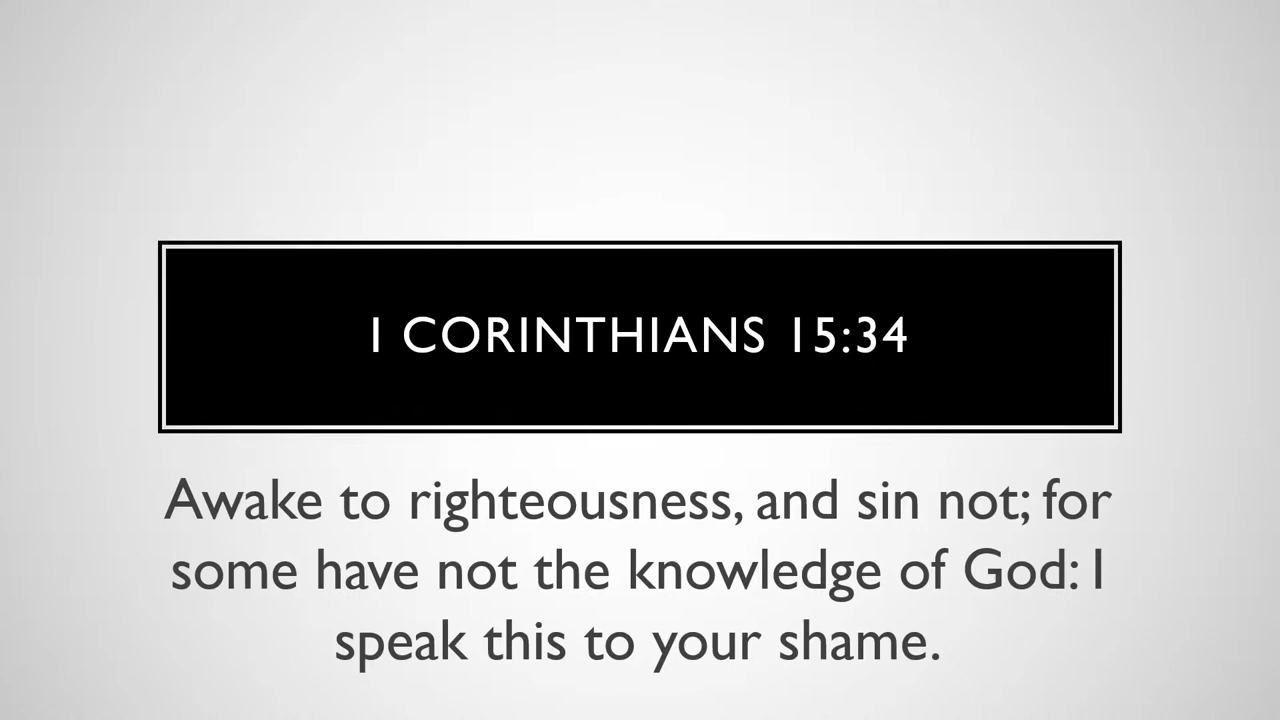 1 CORINTHIANS 15:34
Awake to righteousness, and sin not; for
some have not the knowledge of God: I
speak this to your shame.